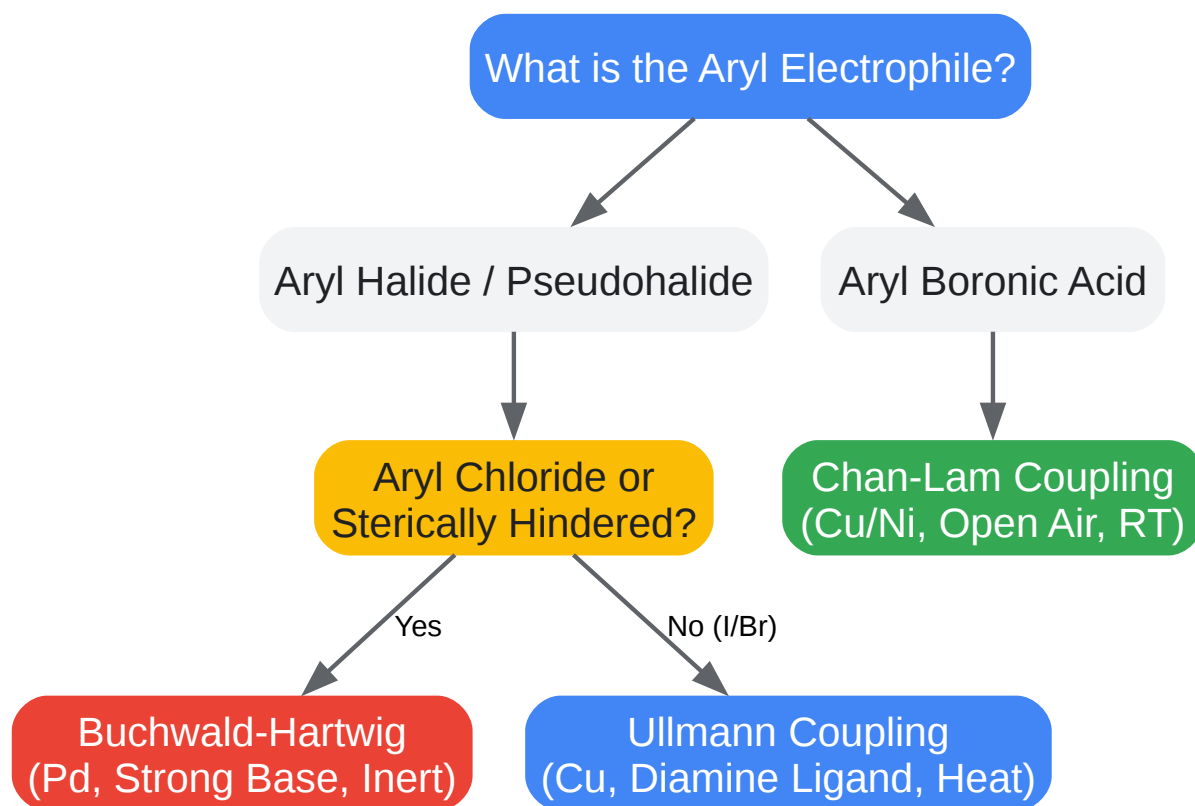 What is the Aryl Electrophile?
Aryl Halide / Pseudohalide
Aryl Boronic Acid
Aryl Chloride or
Sterically Hindered?
Chan-Lam Coupling
(Cu/Ni, Open Air, RT)
Yes
No (I/Br)
Buchwald-Hartwig
(Pd, Strong Base, Inert)
Ullmann Coupling
(Cu, Diamine Ligand, Heat)